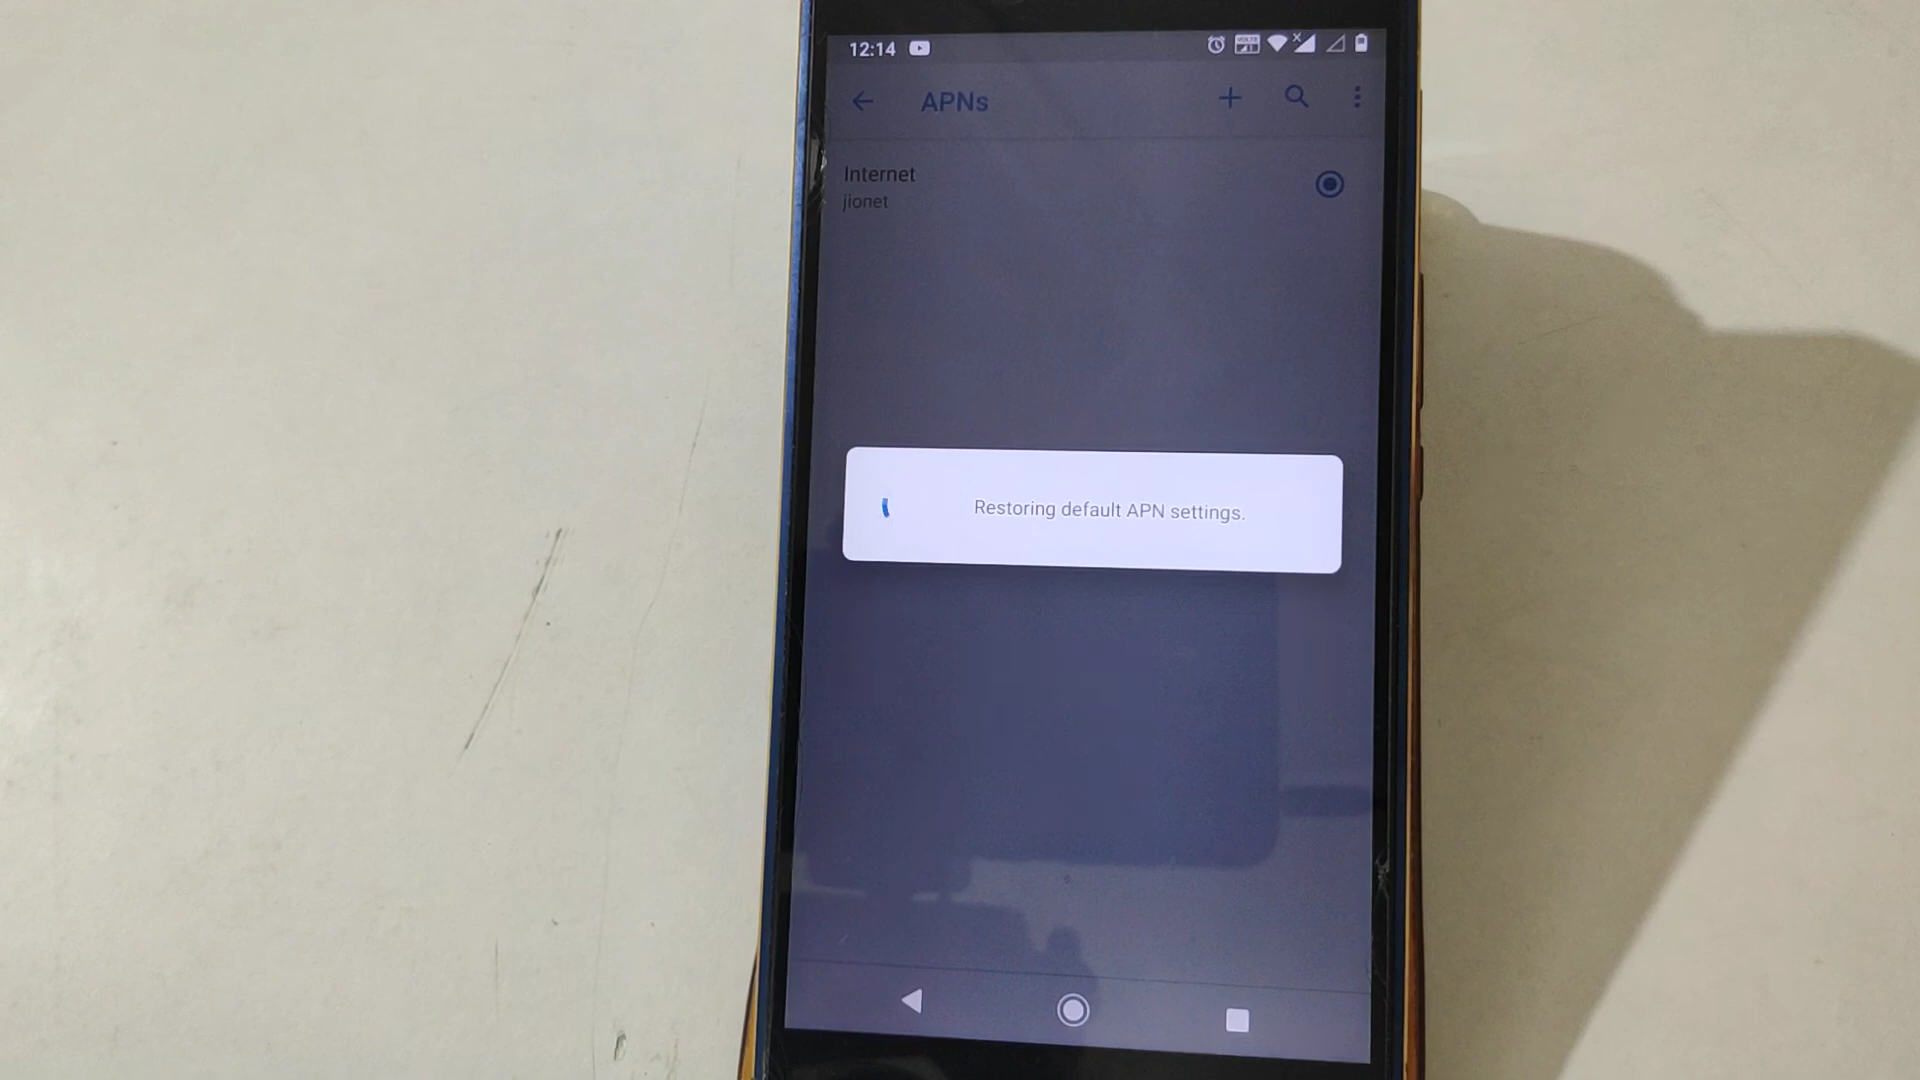 12:14
APNs
Internet
jionet
Restoring default APN settings.